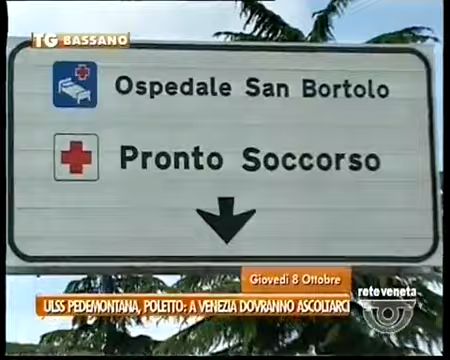 TG BASSANO
Ospedale San Bortolo
Pronto Soccorso
Giovedì 8 Ottobre
ULSS PEDEMONTANA, POLETTO: A VENEZIA DOVRANNO ASCOLTARCI
reteveneta